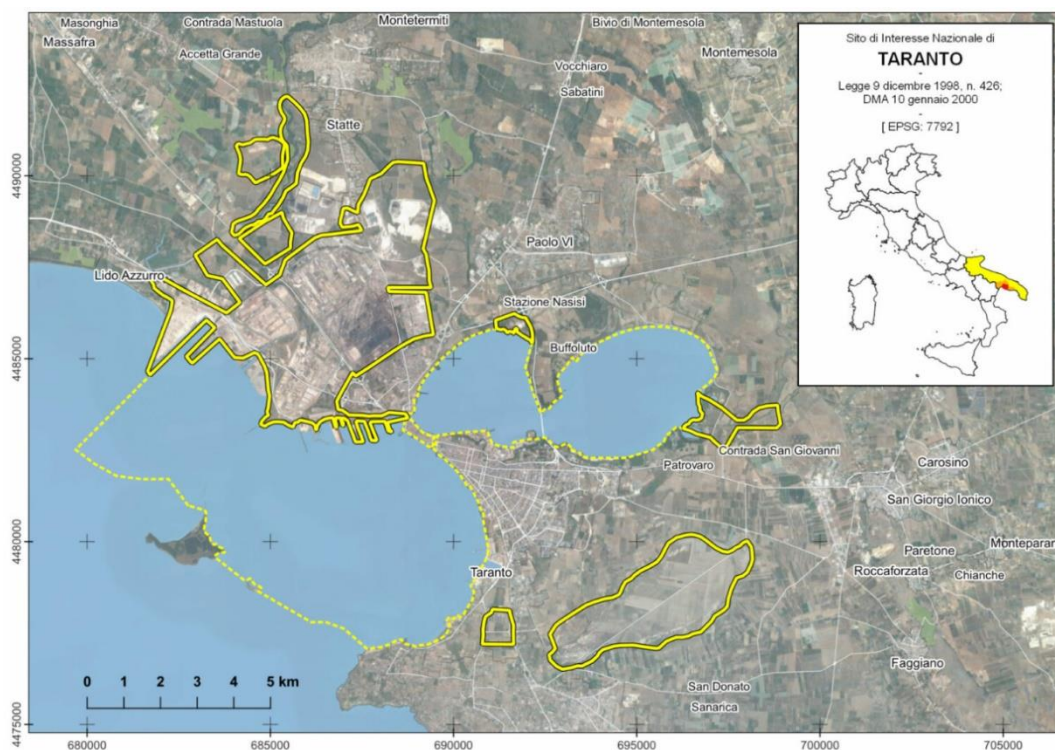 Masonghia
Contrada Mastuola
Montetermiti
Bivio di Montemesola
Massafra
Accetta Grande
Montemesola
Vocchiaro
Sabatini
Statte
Sito di Interesse Nazionale di
TARANTO
-
Legge 9 dicembre 1998, n. 426;
DMA 10 gennaio 2000
-
[ EPSG: 7792 ]
4490000
Paolo VI
Lido Azzurro
Stazione Nasisi
Buffoluto
4485000
Contrada San Giovanni
Patrovaro
Carosino
San Giorgio Ionico
4480000
Monteparan
Paretone
Taranto
Roccaforzata
Chianche
Faggiano
0 1 2 3 4 5 km
San Donato
Sanarica
4475000
680000 685000 690000 695000 700000 705000